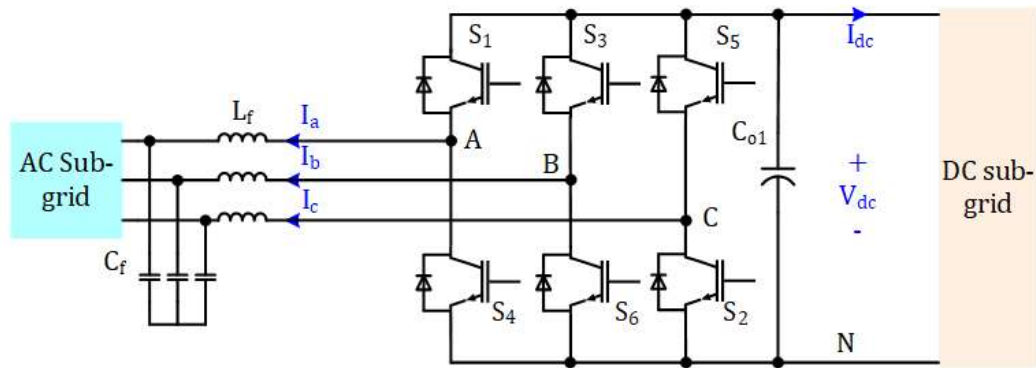 S1
S3
S5
Idc
Lf
Ia
A
Co1
AC Sub-
grid
Ib
B
+
DC sub-
grid
Vdc
Ic
C
-
Cf
S4
S6
S2
N